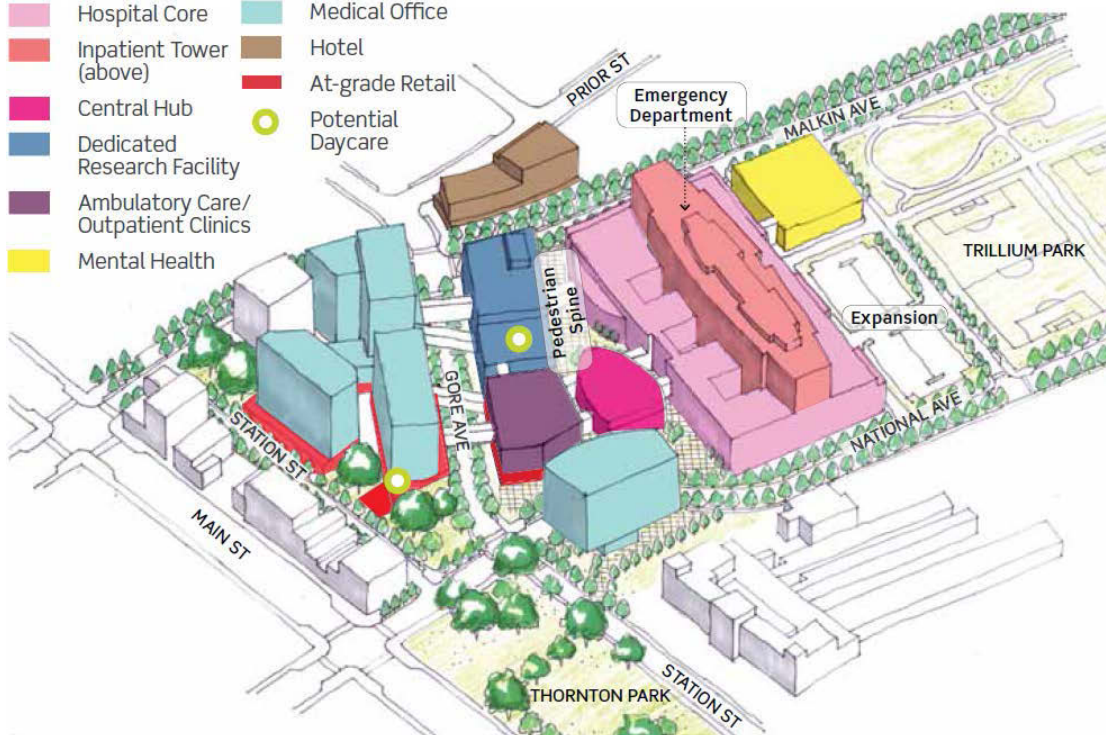 Hospital Core
Inpatient Tower
(above)
Central Hub
Dedicated
Research Facility
Ambulatory Care/
Outpatient Clinics
Mental Health
Medical Office
Hotel
At-grade Retail
Potential
Daycare
PRIOR ST
Emergency
Department
MALKIN AVE
TRILLIUM PARK
Expansion
Pedestrian
Spine
GORE AVE
NATIONAL AVE
STATION ST
MAIN ST
THORNTON PARK
STATION ST